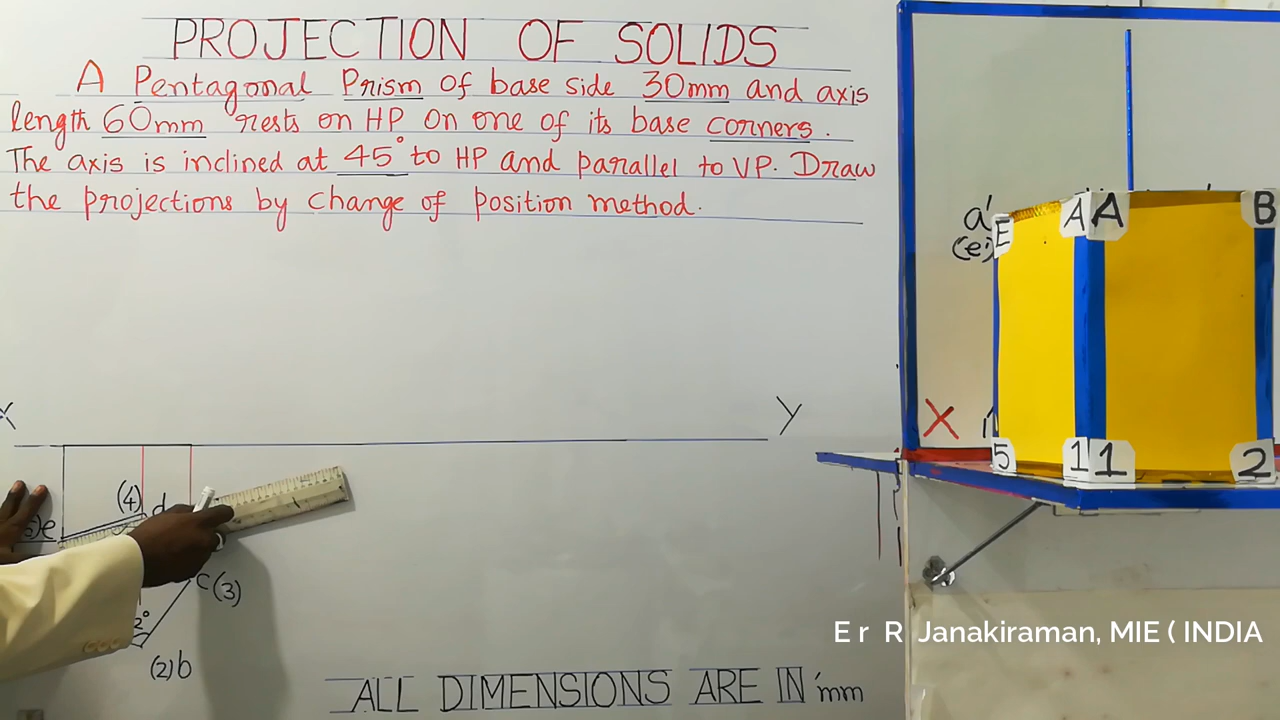 PROJECTION OF SOLIDS
A Pentagonal Prism of base side 30mm and axis
length 60mm rests on HP on one of its base corners.
The axis is inclined at 45° to HP and parallel to VP. Draw
the projections by change of position method.
a'
(e')
E
A
A
B
X
Y
X
5
1
1
2
(4)
d
e
c(3)
2°
(2)b
E r R Janakiraman, MIE ( INDIA
ALL DIMENSIONS ARE IN 'mm